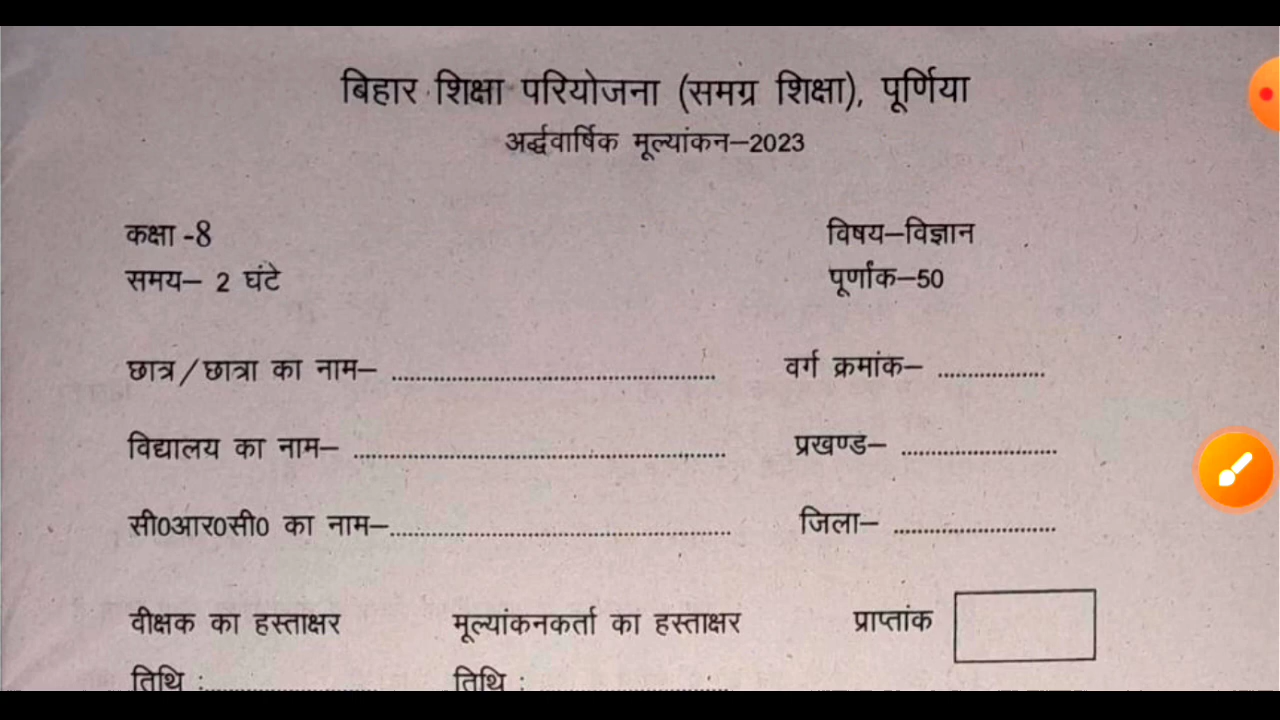 बिहार शिक्षा परियोजना (समग्र शिक्षा), पूर्णिया
अर्द्धवार्षिक मूल्यांकन–2023
कक्षा -8 विषय–विज्ञान
समय– 2 घंटे पूर्णांक–50
छात्र/छात्रा का नाम– ........................................................ वर्ग क्रमांक– ..................
विद्यालय का नाम– ................................................................ प्रखण्ड– ...........................
सी0आर0सी0 का नाम–........................................................... जिला– ............................
वीक्षक का हस्ताक्षर मूल्यांकनकर्ता का हस्ताक्षर प्राप्तांक
तिथि :.............................. तिथि : ....................................